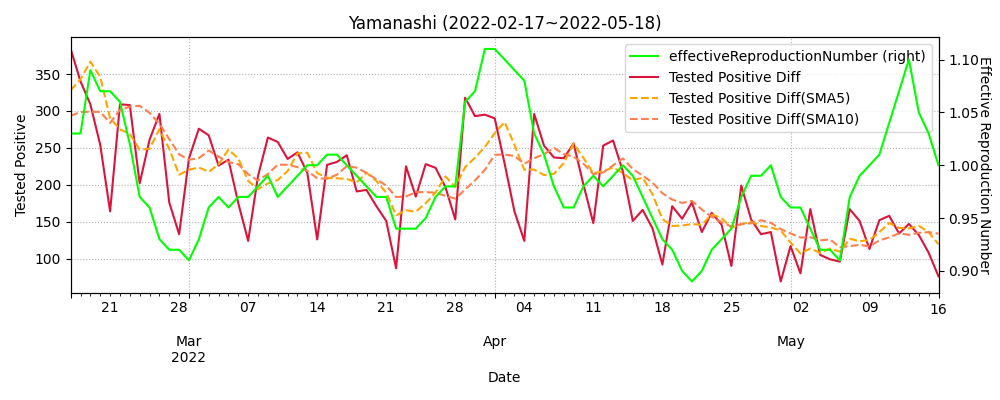 Yamanashi (2022-02-17~2022-05-18)
effectiveReproductionNumber (right)
Tested Positive Diff
Tested Positive Diff(SMA5)
Tested Positive Diff(SMA10)
Tested Positive
350
300
250
200
150
100
1.10
1.05
1.00
0.95
0.90
Effective Reproduction Number
21 28 07 14 21 28 04 11 18 25 02 09 16
Mar Apr May
2022
Date